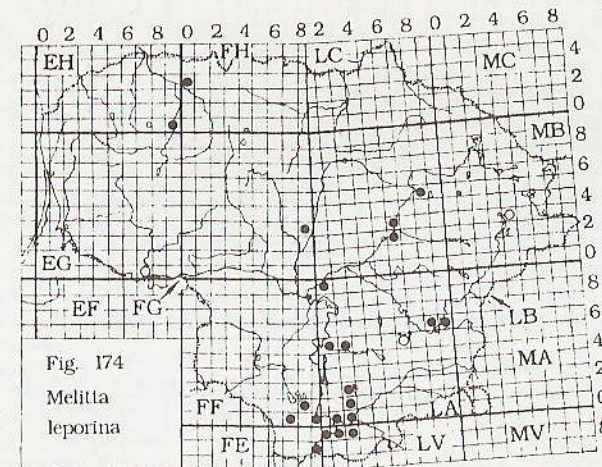 0 2 4 6 8 0 2 4 6 8 2 4 6 8 0 2 4 6 8
EH FH LC MC 4
2
0
MB 8
6
4
2
EG 0
EF FG LB 8
6
Fig. 174 MA 4
Melitta 2
leporina FF LA 0
FE LV MV 8